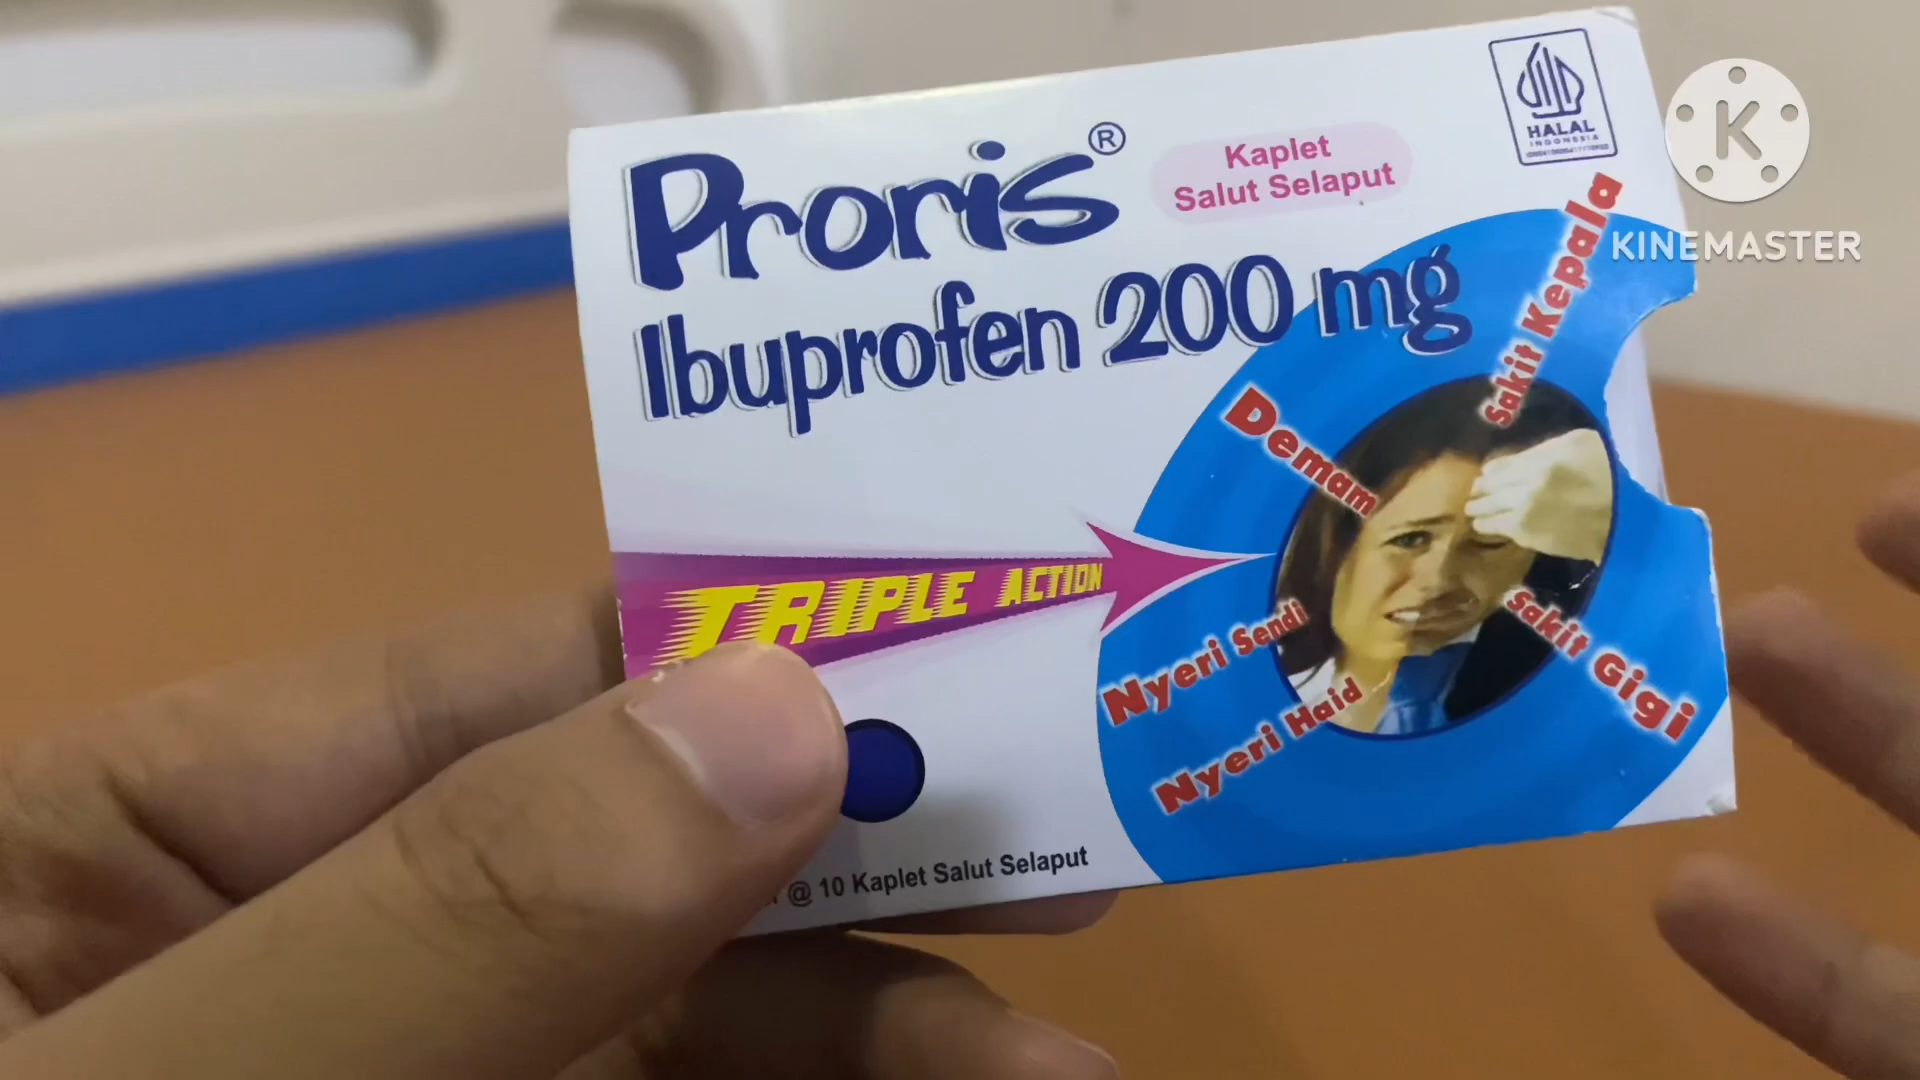 Proris®
Kaplet
Salut Selaput
HALAL
INDONESIA
KINEMASTER
Ibuprofen 200 mg
Sakit Kepala
Demam
TRIPLE ACTION
Nyeri Sendi
Sakit Gigi
Nyeri Haid
@ 10 Kaplet Salut Selaput